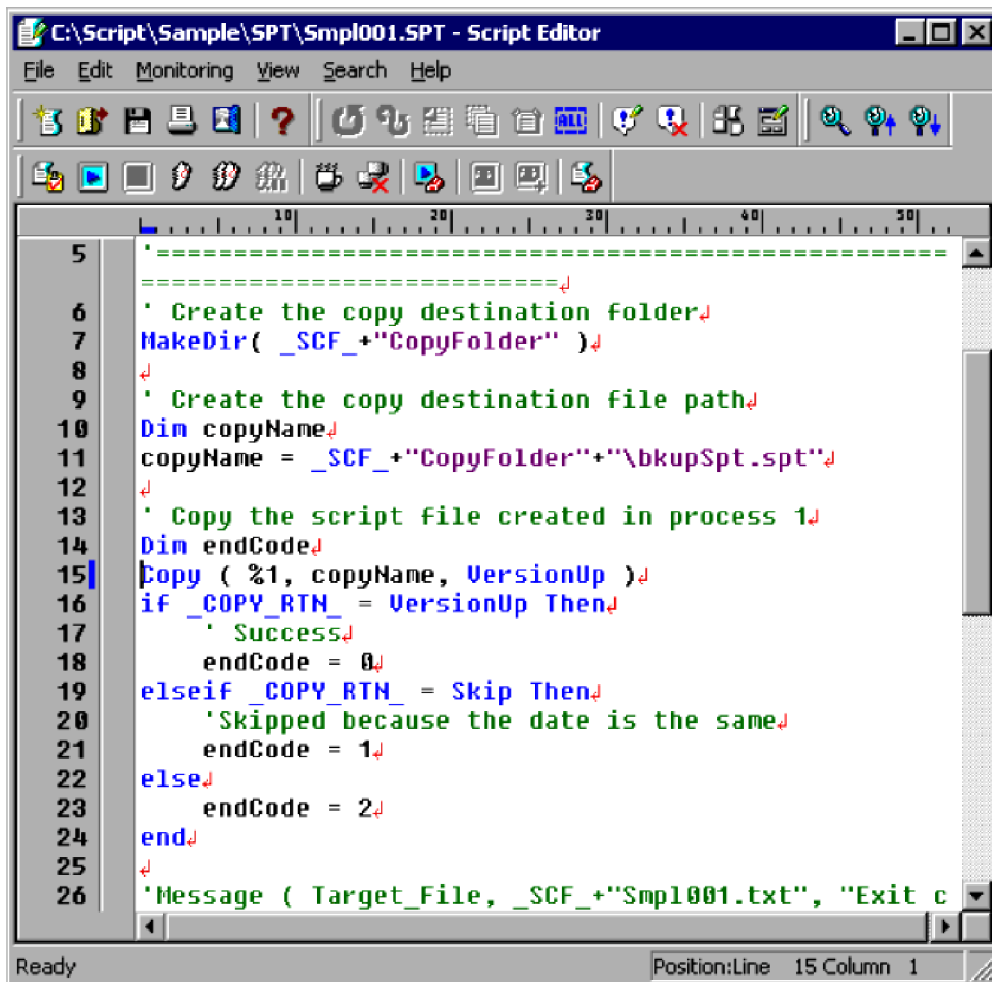 C:\Script\Sample\SPT\Smpl001.SPT - Script Editor
File Edit Monitoring View Search Help
ALL
10 20 30 40 50
5 '===================================================
===========================
6 ' Create the copy destination folder
7 MakeDir( _SCF_+"CopyFolder" )
8
9 ' Create the copy destination file path
10 Dim copyName
11 copyName = _SCF_+"CopyFolder"+"\bkupSpt.spt"
12
13 ' Copy the script file created in process 1
14 Dim endCode
15 Copy ( %1, copyName, VersionUp )
16 if _COPY_RTN_ = VersionUp Then
17 ' Success
18 endCode = 0
19 elseif _COPY_RTN_ = Skip Then
20 'Skipped because the date is the same
21 endCode = 1
22 else
23 endCode = 2
24 end
25
26 'Message ( Target_File, _SCF_+"Smpl001.txt", "Exit c
Ready Position:Line 15 Column 1